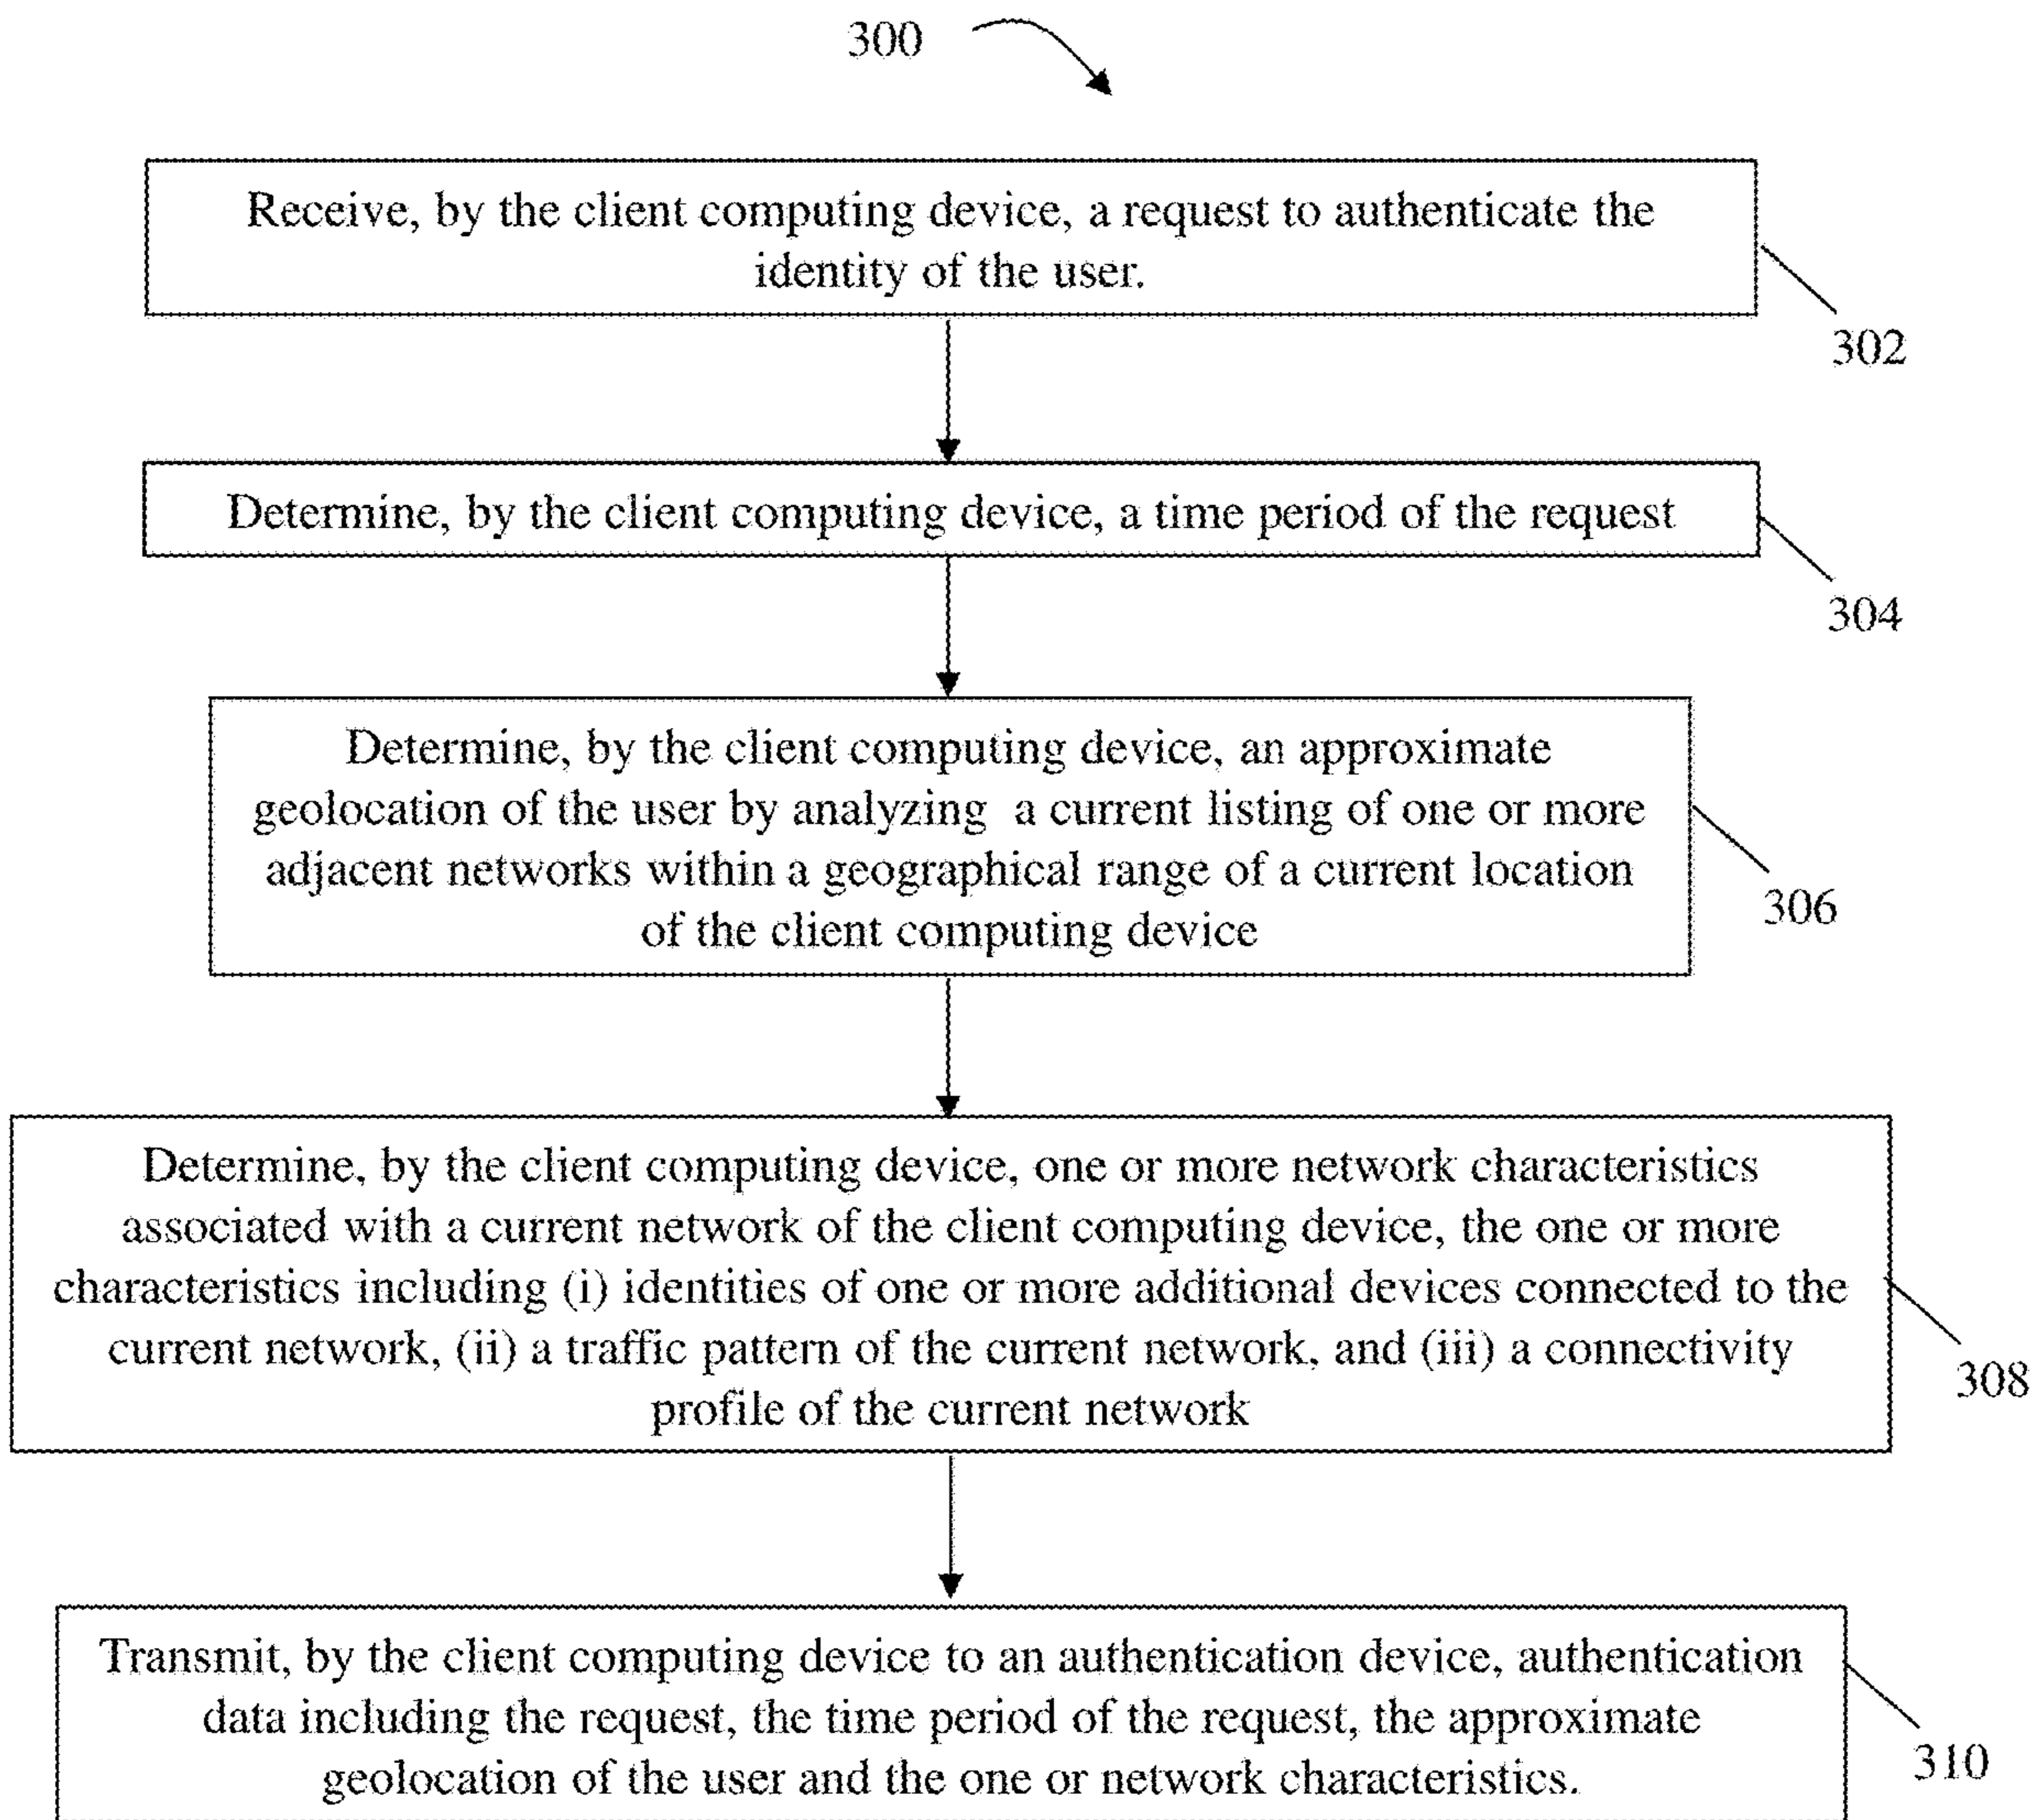 300
Receive, by the client computing device, a request to authenticate the
identity of the user.
302
Determine, by the client computing device, a time period of the request
304
Determine, by the client computing device, an approximate
geolocation of the user by analyzing a current listing of one or more
adjacent networks within a geographical range of a current location
of the client computing device
306
Determine, by the client computing device, one or more network characteristics
associated with a current network of the client computing device, the one or more
characteristics including (i) identities of one or more additional devices connected to the
current network, (ii) a traffic pattern of the current network, and (iii) a connectivity
profile of the current network
308
Transmit, by the client computing device to an authentication device, authentication
data including the request, the time period of the request, the approximate
geolocation of the user and the one or network characteristics.
310